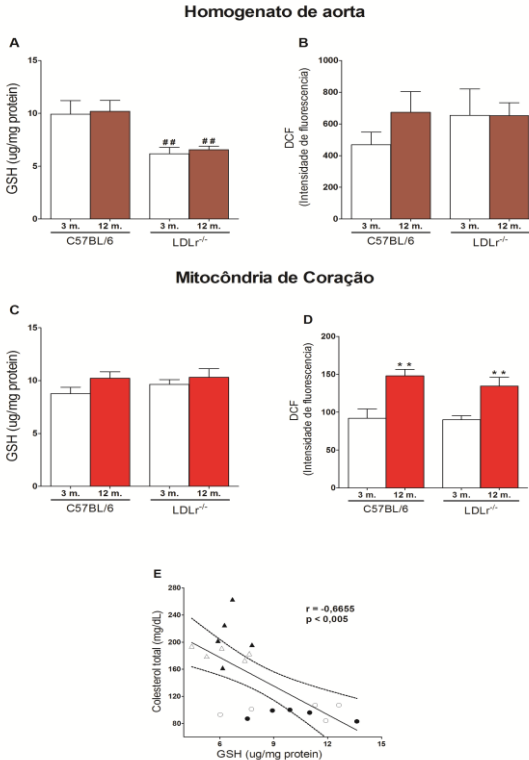 Homogenato de aorta
A
GSH (ug/mg protein)
15
10
5
0
##
##
3 m.
12 m.
3 m.
12 m.
C57BL/6
LDLr-/-
B
DCF
(Intensidade de fluorescencia)
1000
800
600
400
200
0
3 m.
12 m.
3 m.
12 m.
C57BL/6
LDLr-/-
Mitocôndria de Coração
C
GSH (ug/mg protein)
15
10
5
0
3 m.
12 m.
3 m.
12 m.
C57BL/6
LDLr-/-
D
DCF
(Intensidade de fluorescencia)
200
150
100
50
0
**
**
3 m.
12 m.
3 m.
12 m.
C57BL/6
LDLr-/-
E
Colesterol total (mg/dL)
280
240
200
160
120
80
r = -0,6655
p < 0,005
6
9
12
15
GSH (ug/mg protein)